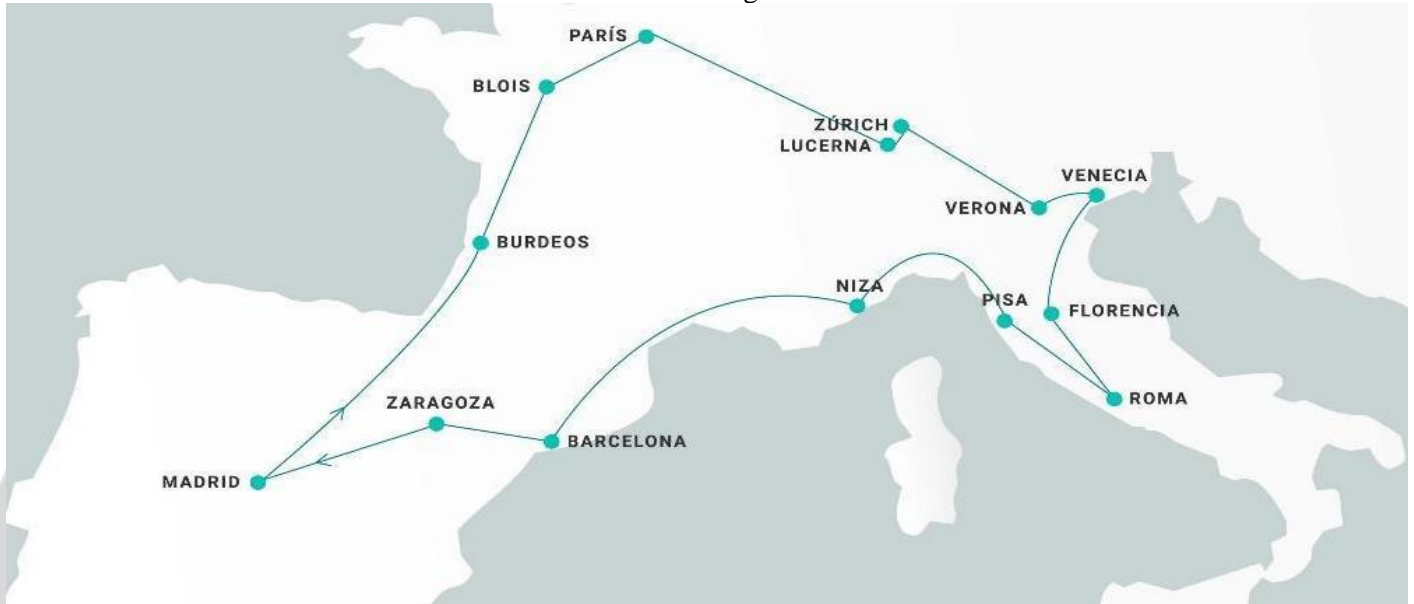 PARÍS
BLOIS
ZÚRICH
LUCERNA
VENECIA
VERONA
BURDEOS
NIZA
PISA
FLORENCIA
ZARAGOZA
ROMA
BARCELONA
MADRID